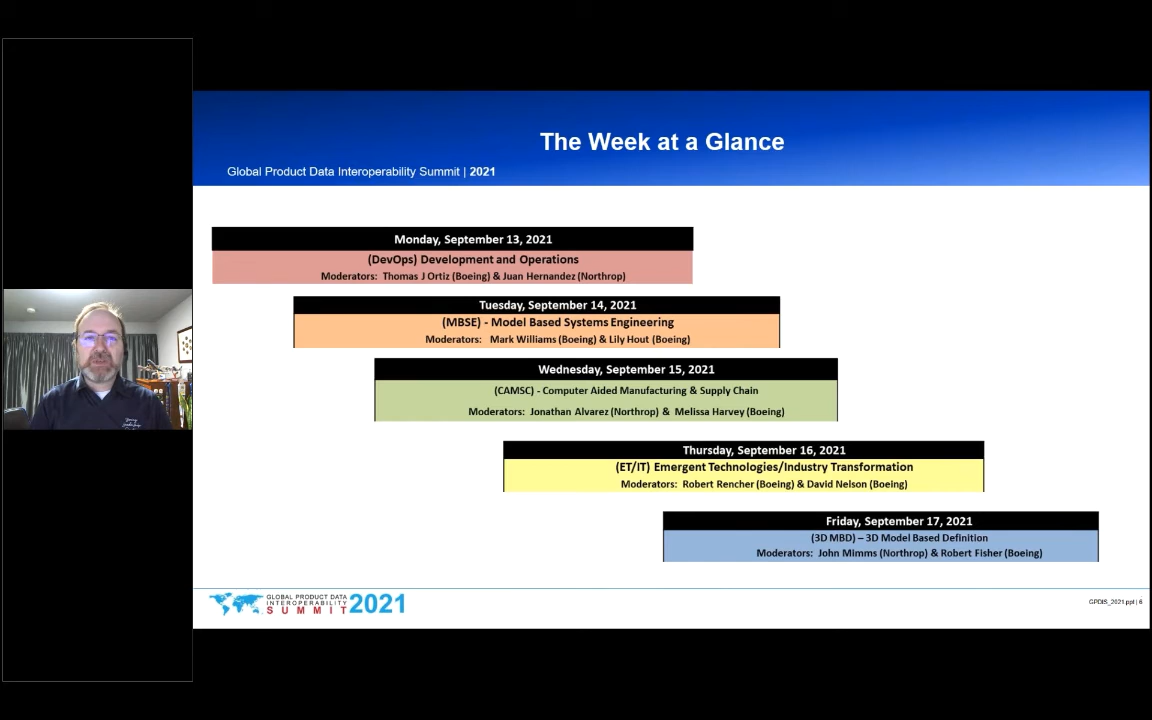 The Week at a Glance
Global Product Data Interoperability Summit | 2021
Monday, September 13, 2021
(DevOps) Development and Operations
Moderators: Thomas J Ortiz (Boeing) & Juan Hernandez (Northrop)
Tuesday, September 14, 2021
(MBSE) - Model Based Systems Engineering
Moderators: Mark Williams (Boeing) & Lily Hout (Boeing)
Wednesday, September 15, 2021
(CAMSC) - Computer Aided Manufacturing & Supply Chain
Moderators: Jonathan Alvarez (Northrop) & Melissa Harvey (Boeing)
Thursday, September 16, 2021
(ET/IT) Emergent Technologies/Industry Transformation
Moderators: Robert Rencher (Boeing) & David Nelson (Boeing)
Friday, September 17, 2021
(3D MBD) – 3D Model Based Definition
Moderators: John Mimms (Northrop) & Robert Fisher (Boeing)
GLOBAL PRODUCT DATA
INTEROPERABILITY
SUMMIT 2021
GPDIS_2021.ppt | 6